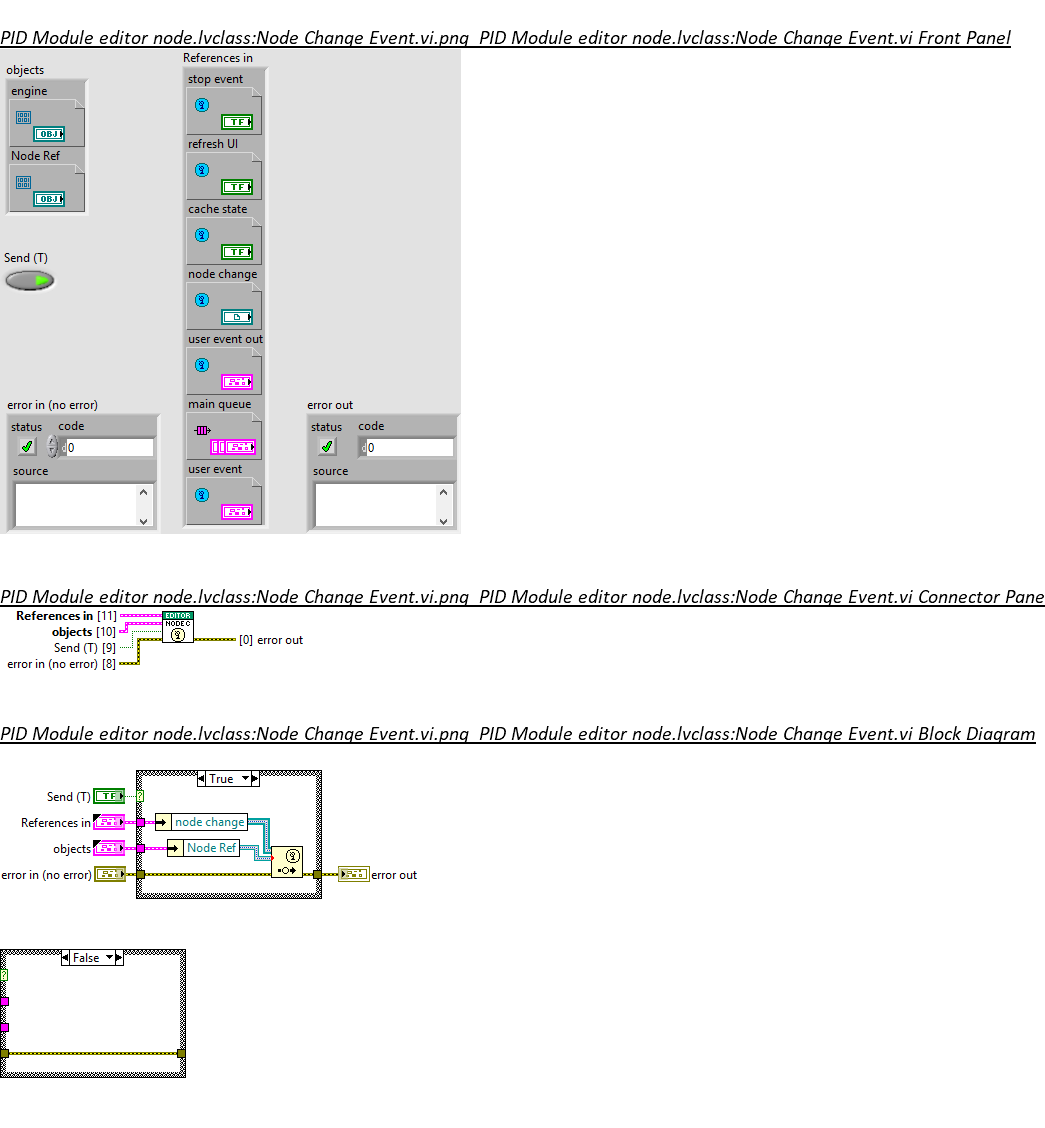 PID Module editor node.lvclass:Node Change Event.vi.png PID Module editor node.lvclass:Node Change Event.vi Front Panel
objects
engine
OBJ
Node Ref
OBJ
Send (T)
References in
stop event
TF
refresh UI
TF
cache state
TF
node change
user event out
main queue
user event
error in (no error)
status code
d 0
source
error out
status code
d 0
source
PID Module editor node.lvclass:Node Change Event.vi.png PID Module editor node.lvclass:Node Change Event.vi Connector Pane
References in [11]
objects [10]
Send (T) [9]
error in (no error) [8]
EDITOR
NODE C
[0] error out
PID Module editor node.lvclass:Node Change Event.vi.png PID Module editor node.lvclass:Node Change Event.vi Block Diagram
True
Send (T) TF ?
References in node change
objects Node Ref
error in (no error) error out
False
?